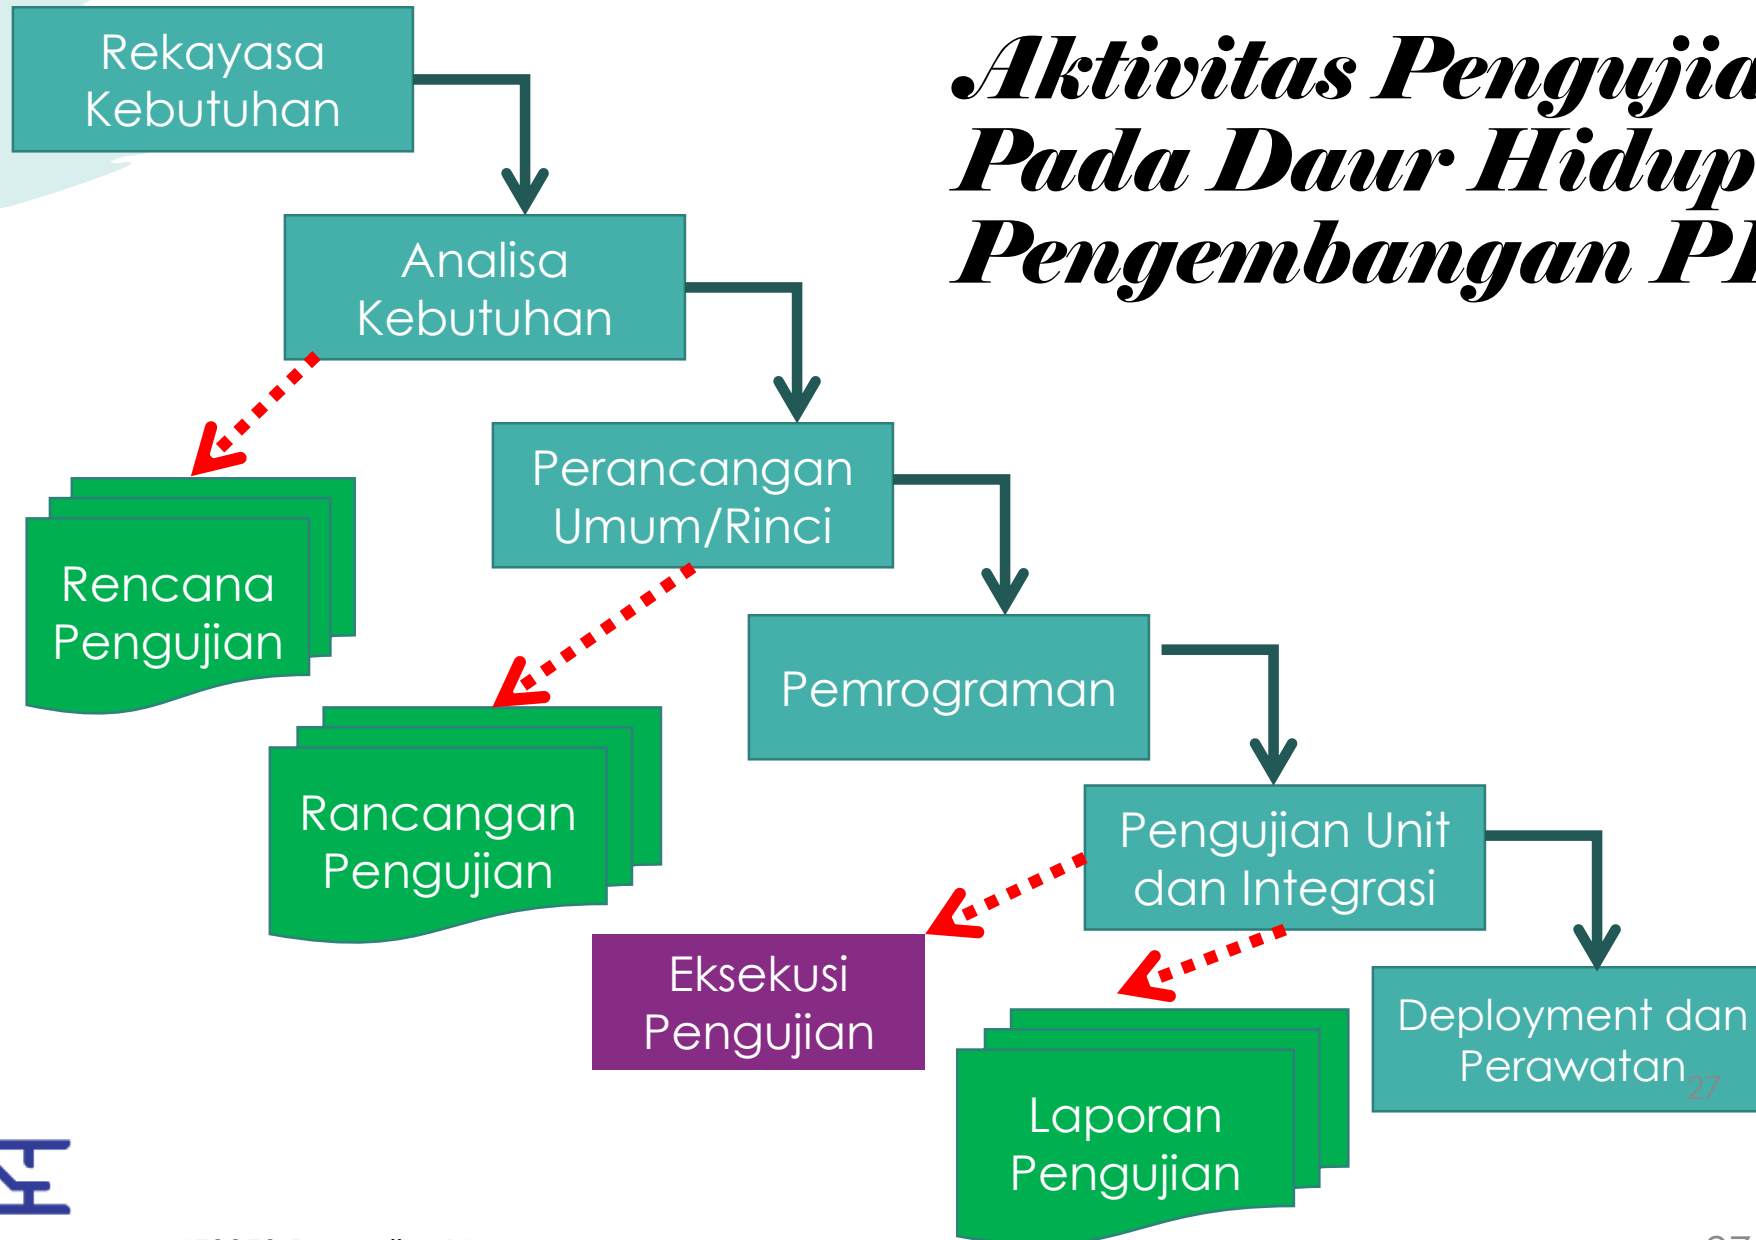 Aktivitas Pengujia
Pada Daur Hidup
Pengembangan P
Rekayasa
Kebutuhan
Analisa
Kebutuhan
Perancangan
Umum/Rinci
Pemrograman
Pengujian Unit
dan Integrasi
Deployment dan
Perawatan
27
Rencana
Pengujian
Rancangan
Pengujian
Eksekusi
Pengujian
Laporan
Pengujian